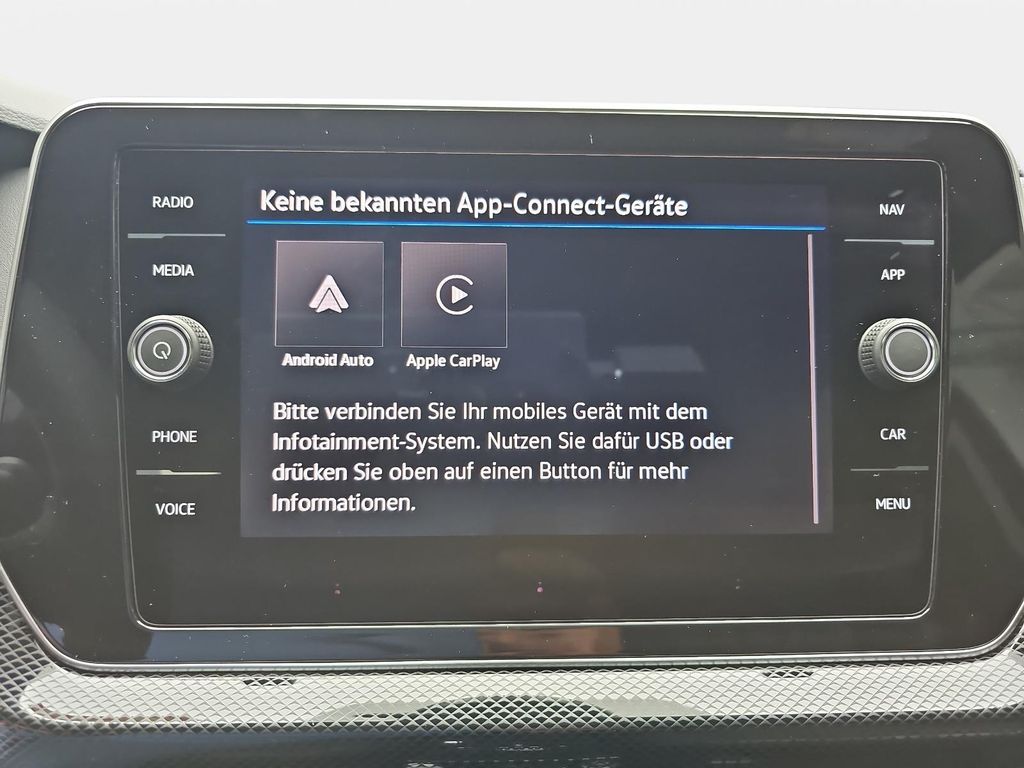 RADIO
MEDIA
PHONE
VOICE
Keine bekannten App-Connect-Geräte
Android Auto
Apple CarPlay
Bitte verbinden Sie Ihr mobiles Gerät mit dem
Infotainment-System. Nutzen Sie dafür USB oder
drücken Sie oben auf einen Button für mehr
Informationen.
NAV
APP
CAR
MENU